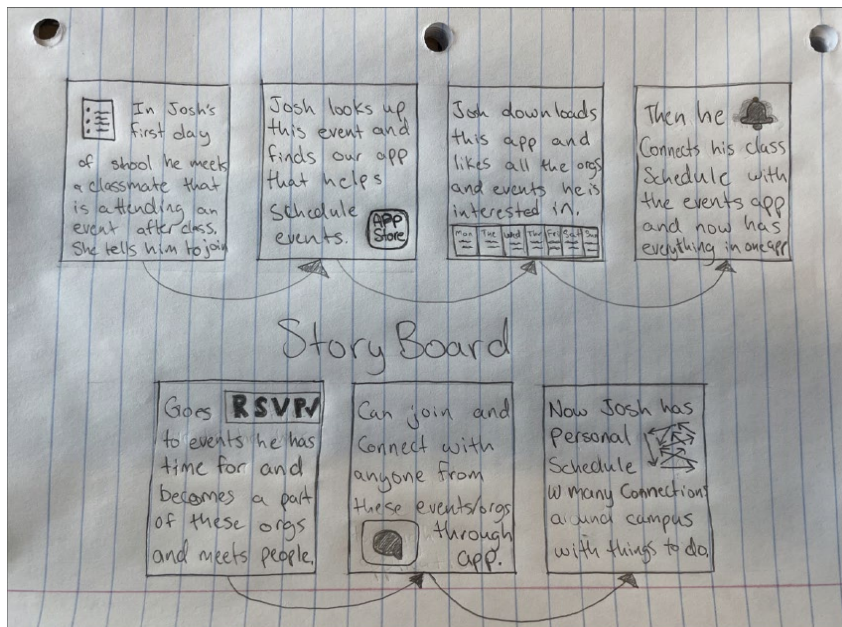 In Josh's
first day
of shool he meets
a classmate that
is attending an
event after class.
She tells him to join
Josh looks up
this event and
finds our app
that helps
schedule
events.
APP
Store
Josh downloads
this app and
likes all the orgs
and events he is
interested in.
Mon Tue Wed Thu Fri Sat Sun
Then he
Connects his class
Schedule with
the events app
and now has
everything in one app
Story Board
Goes RSVP
to events he has
time for and
becomes a part
of these orgs
and meets people.
Can join and
Connect with
anyone from
these events/orgs
through
app.
Now Josh has
Personal
Schedule
w many Connections
around campus
with things to do.